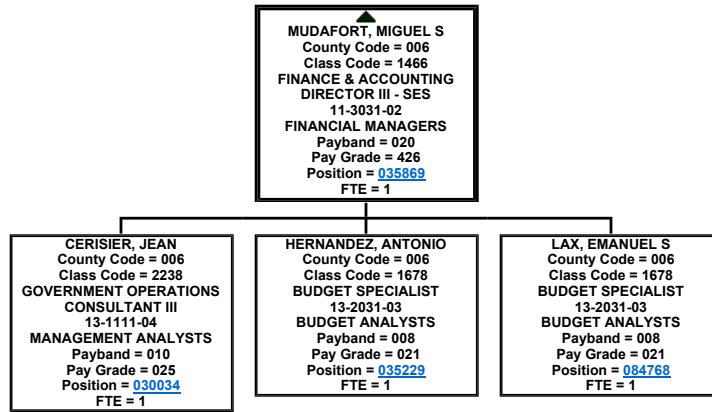 MUDAFORT, MIGUEL S
County Code = 006
Class Code = 1466
FINANCE & ACCOUNTING
DIRECTOR III - SES
11-3031-02
FINANCIAL MANAGERS
Payband = 020
Pay Grade = 426
Position = 035869
FTE = 1
CERISIER, JEAN
County Code = 006
Class Code = 2238
GOVERNMENT OPERATIONS
CONSULTANT III
13-1111-04
MANAGEMENT ANALYSTS
Payband = 010
Pay Grade = 025
Position = 030034
FTE = 1
HERNANDEZ, ANTONIO
County Code = 006
Class Code = 1678
BUDGET SPECIALIST
13-2031-03
BUDGET ANALYSTS
Payband = 008
Pay Grade = 021
Position = 035229
FTE = 1
LAX, EMANUEL S
County Code = 006
Class Code = 1678
BUDGET SPECIALIST
13-2031-03
BUDGET ANALYSTS
Payband = 008
Pay Grade = 021
Position = 084768
FTE = 1